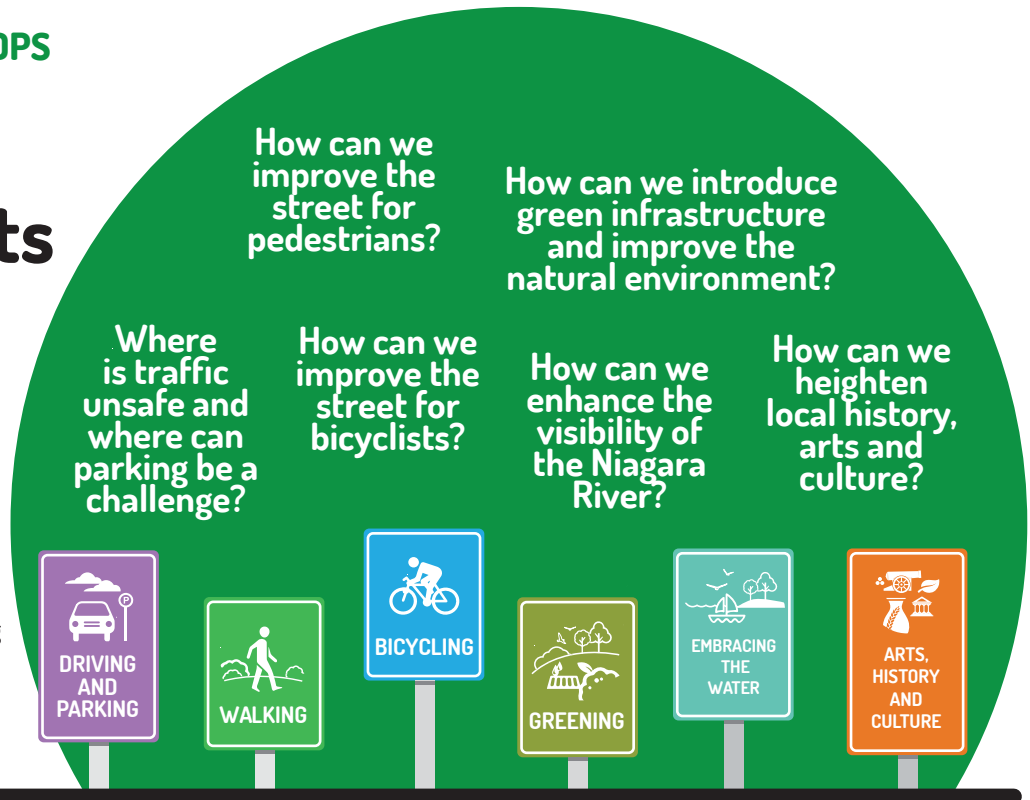 OPS
ts
How can we
improve the
street for
pedestrians?
How can we introduce
green infrastructure
and improve the
natural environment?
Where
is traffic
unsafe and
where can
parking be a
challenge?
How can we
improve the
street for
bicyclists?
How can we
enhance the
visibility of
the Niagara
River?
How can we
heighten
local history,
arts and
culture?
P
DRIVING
AND
PARKING
WALKING
BICYCLING
GREENING
EMBRACING
THE
WATER
ARTS,
HISTORY
AND
CULTURE